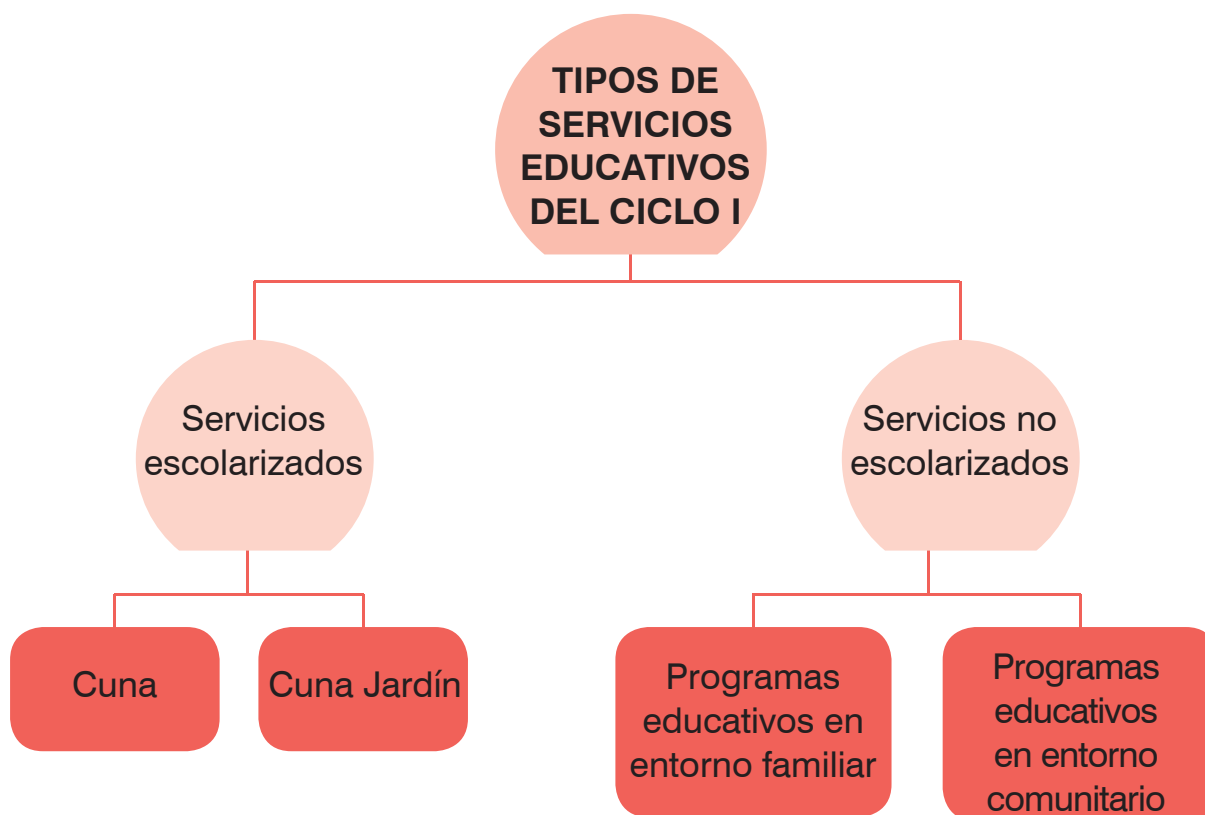 TIPOS DE
SERVICIOS
EDUCATIVOS
DEL CICLO I
Servicios
escolarizados
Servicios no
escolarizados
Cuna
Cuna Jardín
Programas
educativos en
entorno familiar
Programas
educativos
en entorno
comunitario